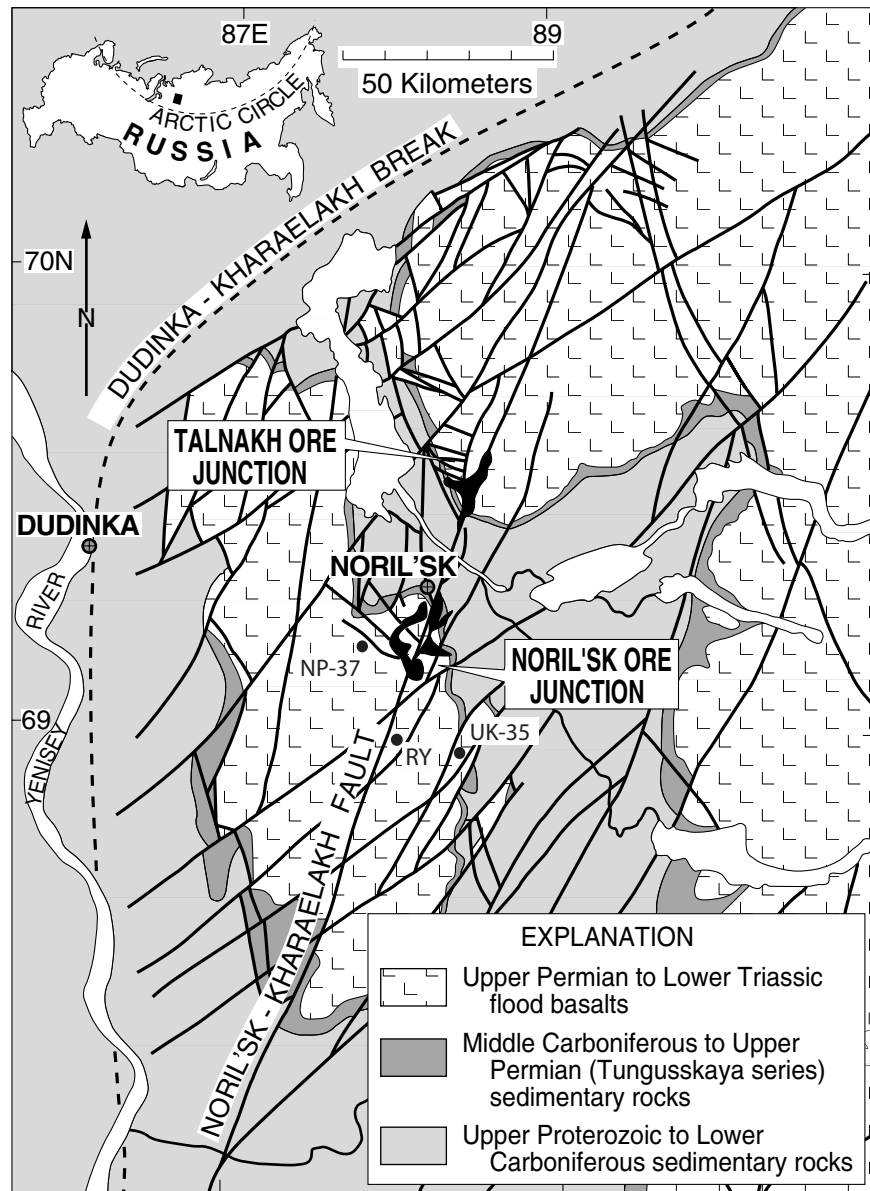 87E
89
50 Kilometers
ARCTIC CIRCLE
RUSSIA
DUDINKA - KHARAELAKH BREAK
70N
N
TALNAKH ORE
JUNCTION
DUDINKA
NORIL'SK
RIVER
NP-37
NORIL'SK ORE
JUNCTION
69
UK-35
RY
YENISEY
NORIL'SK - KHARAELAKH FAULT
EXPLANATION
Upper Permian to Lower Triassic
flood basalts
Middle Carboniferous to Upper
Permian (Tungusskaya series)
sedimentary rocks
Upper Proterozoic to Lower
Carboniferous sedimentary rocks